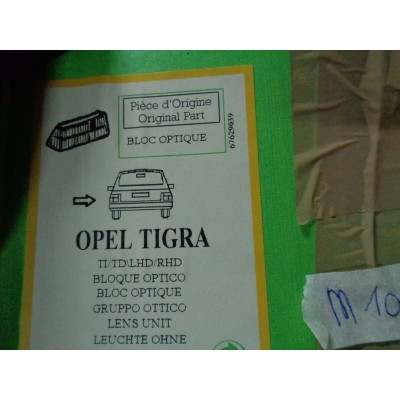 Pièce d'Origine
Original Part
BLOC OPTIQUE
67629039
OPEL TIGRA
TI/TD\LHD/RHD
BLOQUE OPTICO
BLOC OPTIQUE
GRUPPO OTTICO
LENS UNIT
LEUCHTE OHNE
M 10